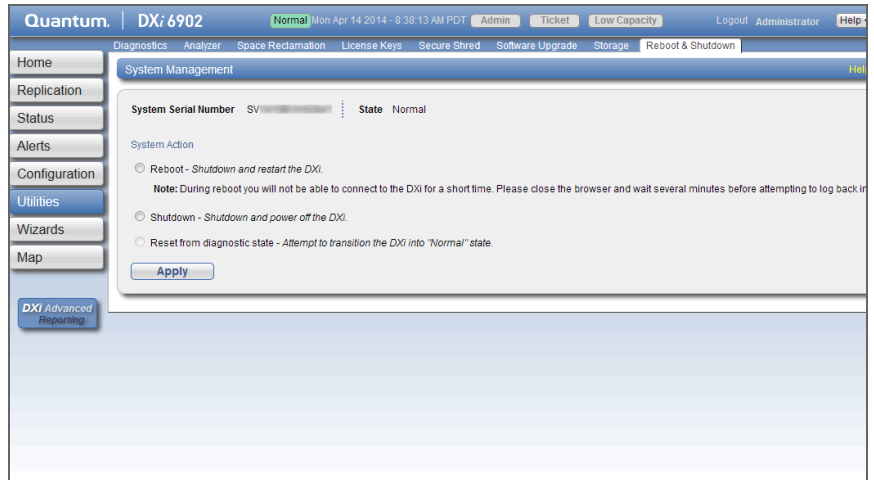 Quantum. DXi 6902 Normal Mon Apr 14 2014 - 8:38:13 AM PDT Admin Ticket Low Capacity Logout Administrator Help
Diagnostics Analyzer Space Reclamation License Keys Secure Shred Software Upgrade Storage Reboot & Shutdown
Home
Replication
Status
Alerts
Configuration
Utilities
Wizards
Map
DXi Advanced
Reporting
System Management
System Serial Number SV State Normal
System Action
Reboot - Shutdown and restart the DXi.
Note: During reboot you will not be able to connect to the DXi for a short time. Please close the browser and wait several minutes before attempting to log back in
Shutdown - Shutdown and power off the DXi.
Reset from diagnostic state - Attempt to transition the DXi into "Normal" state.
Apply